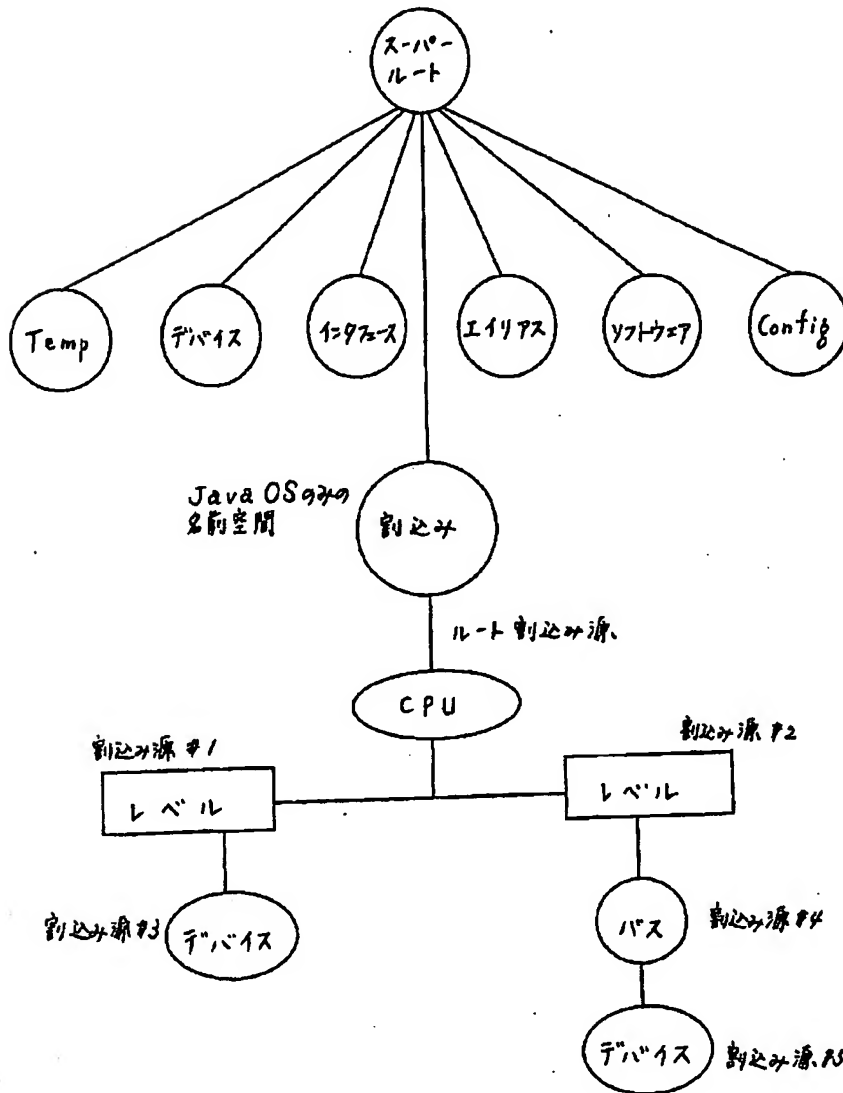 スーパー
ルート
Temp
デバイス
インタフェース
エイリアス
ソフトウェア
Config
Java OSのみの
名前空間
割込み
ルート割込み源
CPU
割込み源 #1
割込み源 #2
レベル
レベル
割込み源 #3
デバイス
バス
割込み源 #4
デバイス
割込み源 #5